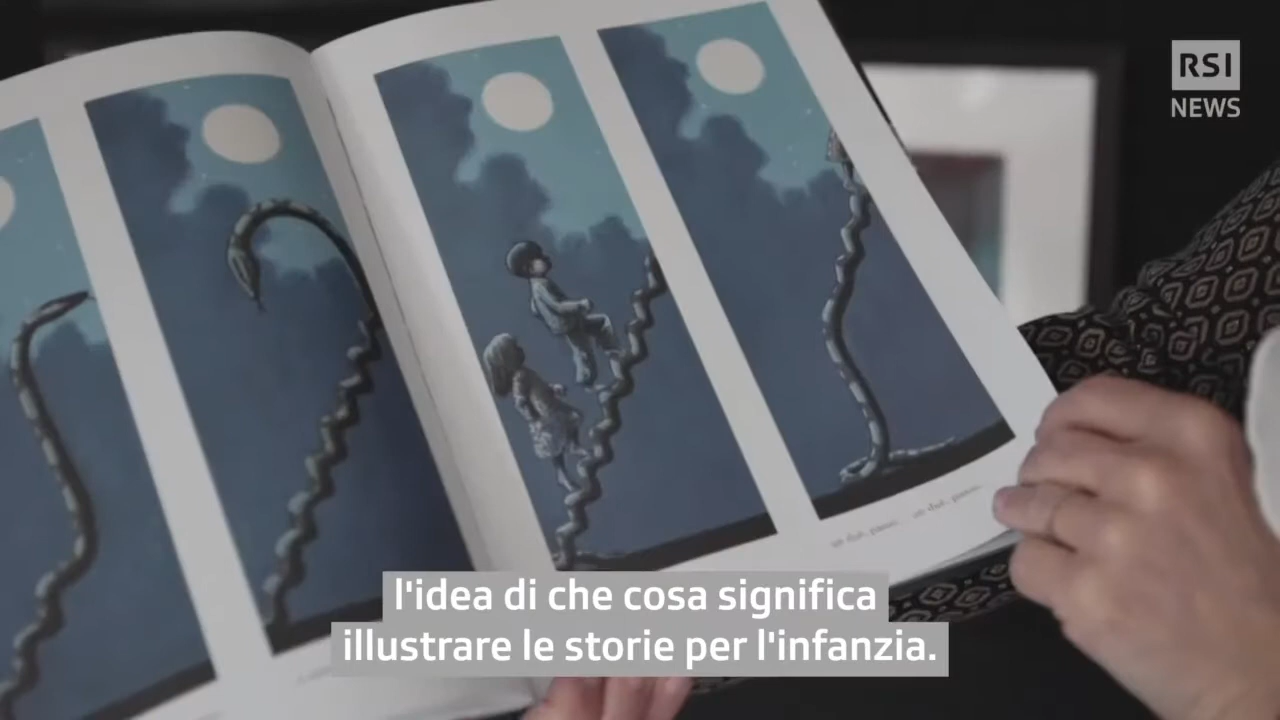 RSI
NEWS
l'idea di che cosa significa
illustrare le storie per l'infanzia.